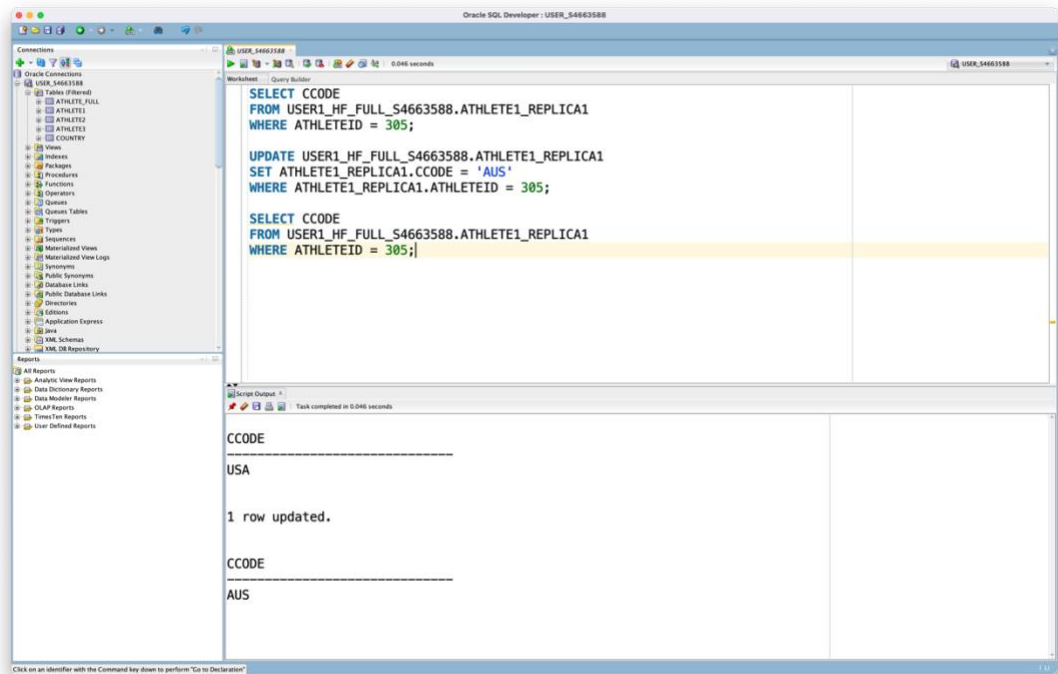 Oracle SQL Developer : USER_S4663588
Connections
Oracle Connections
USER_S4663588
Tables (Filtered)
ATHLETE_FULL
ATHLETE1
ATHLETE2
ATHLETE3
COUNTRY
Views
Indexes
Packages
Procedures
Functions
Operators
Queues
Queues Tables
Triggers
Types
Sequences
Materialized Views
Materialized View Logs
Synonyms
Public Synonyms
Database Links
Public Database Links
Directories
Editions
Application Express
Java
XML Schemas
XML DB Repository
Reports
All Reports
Analytic View Reports
Data Dictionary Reports
Data Modeler Reports
OLAP Reports
TimesTen Reports
User Defined Reports
USER_S4663588
0.046 seconds
USER_S4663588
Worksheet Query Builder
SELECT CCODE
FROM USER1_HF_FULL_S4663588.ATHLETE1_REPLICA1
WHERE ATHLETEID = 305;
UPDATE USER1_HF_FULL_S4663588.ATHLETE1_REPLICA1
SET ATHLETE1_REPLICA1.CCODE = 'AUS'
WHERE ATHLETE1_REPLICA1.ATHLETEID = 305;
SELECT CCODE
FROM USER1_HF_FULL_S4663588.ATHLETE1_REPLICA1
WHERE ATHLETEID = 305;
Script Output
Task completed in 0.046 seconds
CCODE
------------------------------
USA
1 row updated.
CCODE
------------------------------
AUS
Click on an identifier with the Command key down to perform "Go to Declaration"